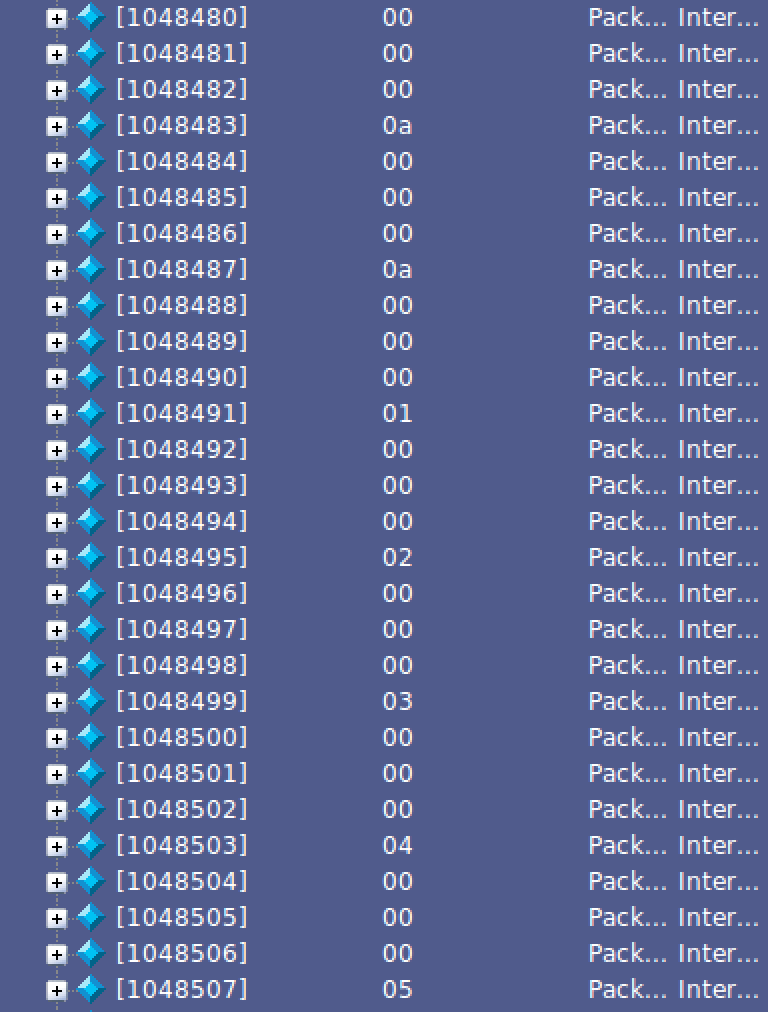 [1048480] 00 Pack... Inter...
[1048481] 00 Pack... Inter...
[1048482] 00 Pack... Inter...
[1048483] 0a Pack... Inter...
[1048484] 00 Pack... Inter...
[1048485] 00 Pack... Inter...
[1048486] 00 Pack... Inter...
[1048487] 0a Pack... Inter...
[1048488] 00 Pack... Inter...
[1048489] 00 Pack... Inter...
[1048490] 00 Pack... Inter...
[1048491] 01 Pack... Inter...
[1048492] 00 Pack... Inter...
[1048493] 00 Pack... Inter...
[1048494] 00 Pack... Inter...
[1048495] 02 Pack... Inter...
[1048496] 00 Pack... Inter...
[1048497] 00 Pack... Inter...
[1048498] 00 Pack... Inter...
[1048499] 03 Pack... Inter...
[1048500] 00 Pack... Inter...
[1048501] 00 Pack... Inter...
[1048502] 00 Pack... Inter...
[1048503] 04 Pack... Inter...
[1048504] 00 Pack... Inter...
[1048505] 00 Pack... Inter...
[1048506] 00 Pack... Inter...
[1048507] 05 Pack... Inter...